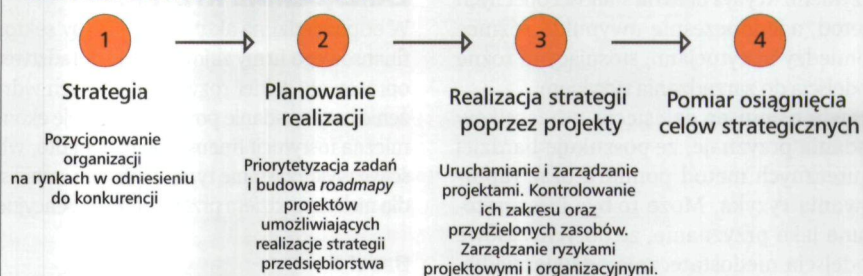 1
Strategia
Pozycjonowanie
organizacji
na rynkach w odniesieniu
do konkurencji
2
Planowanie
realizacji
Priorytetyzacja zadań
i budowa roadmapy
projektów
umożliwiających
realizacje strategii
przedsiębiorstwa
3
Realizacja strategii
poprzez projekty
Uruchamianie i zarządzanie
projektami. Kontrolowanie
ich zakresu oraz
przydzielonych zasobów.
Zarządzanie ryzykami
projektowymi i organizacyjnymi.
4
Pomiar osiągnięcia
celów strategicznych